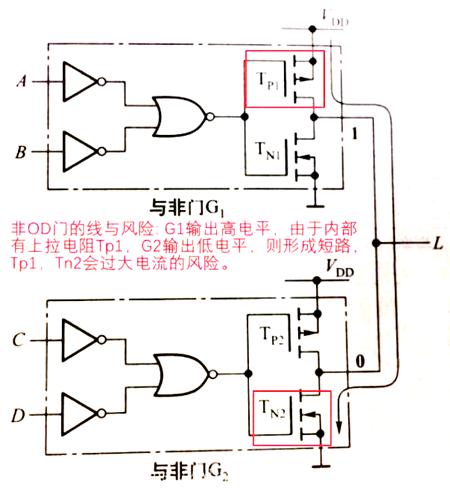 V_DD
A
T_P1
1
B
T_N1
与非门G₁
非OD门的线与风险: G1输出高电平，由于内部
有上拉电阻Tp1，G2输出低电平，则形成短路，
Tp1，Tn2会过大电流的风险。
L
V_DD
C
T_P2
0
D
T_N2
与非门G₂